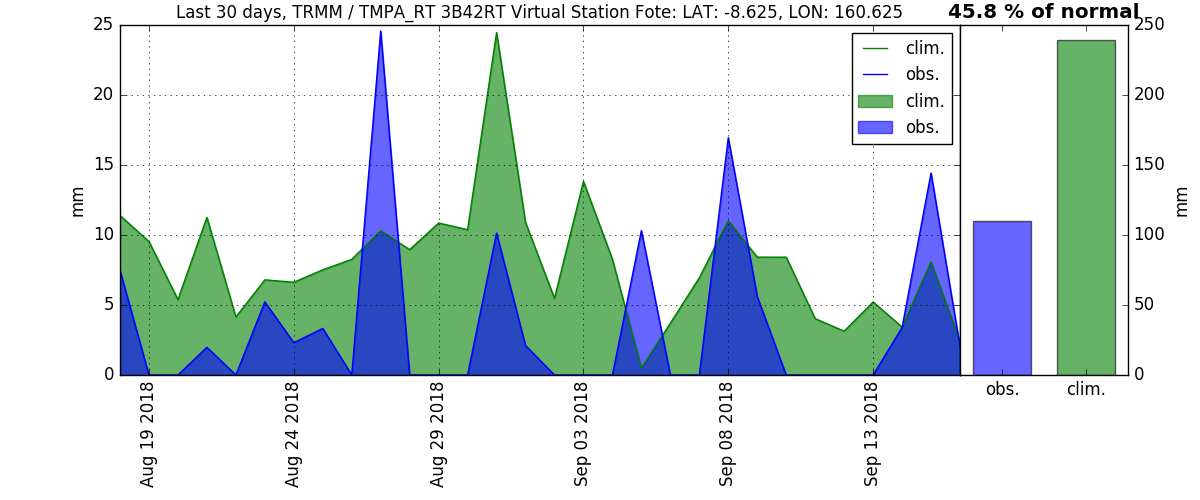 Last 30 days, TRMM / TMPA_RT 3B42RT Virtual Station Fote: LAT: -8.625, LON: 160.625
45.8 % of normal
25
20
15
10
5
0
mm
clim.
obs.
clim.
obs.
250
200
150
100
50
0
mm
Aug 19 2018
Aug 24 2018
Aug 29 2018
Sep 03 2018
Sep 08 2018
Sep 13 2018
obs.
clim.